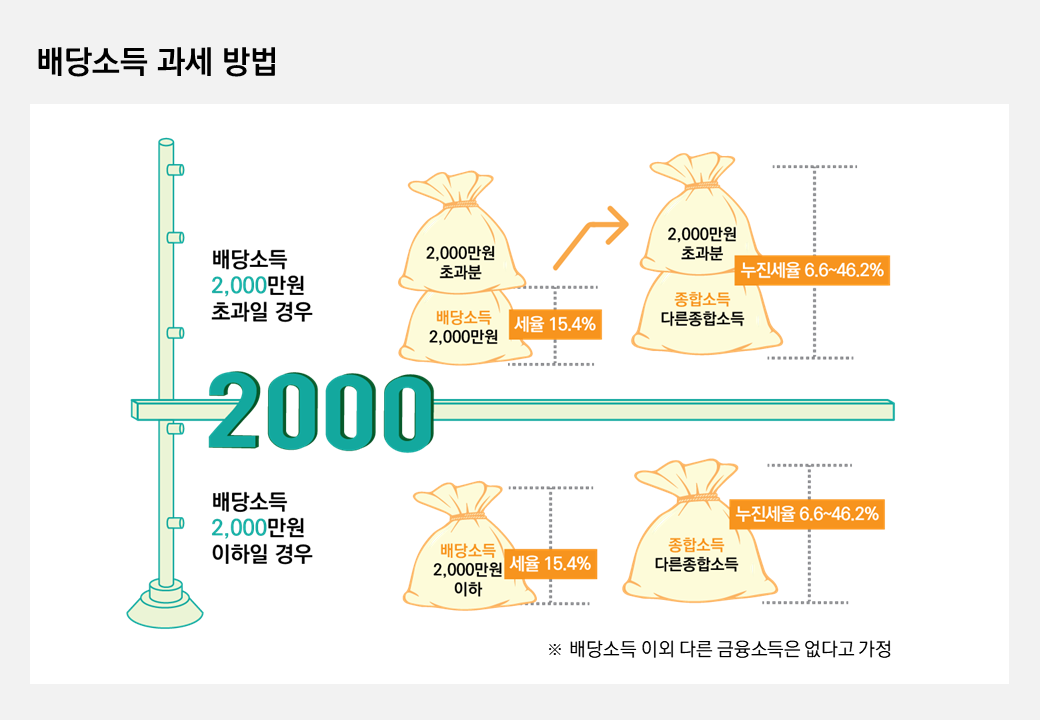 배당소득 과세 방법
배당소득
2,000만원
초과일 경우
2,000만원
초과분
배당소득
2,000만원
세율 15.4%
2,000만원
초과분
종합소득
다른종합소득
누진세율 6.6~46.2%
2000
배당소득
2,000만원
이하일 경우
배당소득
2,000만원
이하
세율 15.4%
종합소득
다른종합소득
누진세율 6.6~46.2%
※ 배당소득 이외 다른 금융소득은 없다고 가정